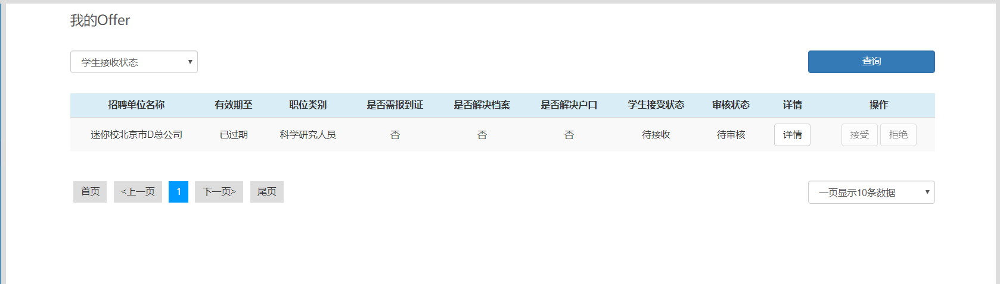 我的Offer
学生接收状态 查询
招聘单位名称 有效期至 职位类别 是否需报到证 是否解决档案 是否解决户口 学生接受状态 审核状态 详情 操作
迷你校北京市D总公司 已过期 科学研究人员 否 否 否 待接收 待审核 详情 接受 拒绝
首页 <上一页 1 下一页> 尾页 一页显示10条数据